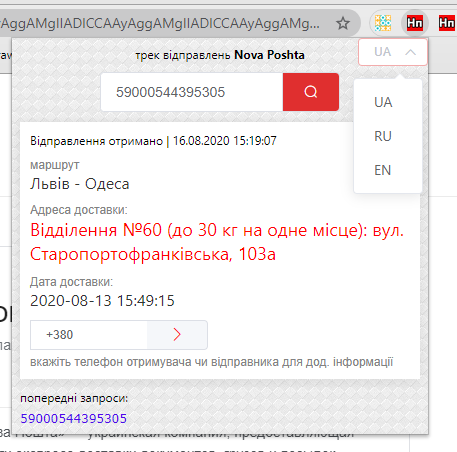 AggAMgIIADICCAAyAggAMgIIADICCAAyAggAMg...
Hn
Hn
трек відправлень Nova Poshta
UA
59000544395305
UA
RU
EN
Відправлення отримано | 16.08.2020 15:19:07
маршрут
Львів - Одеса
Адреса доставки:
Відділення №60 (до 30 кг на одне місце): вул.
Старопортофранківська, 103а
Дата доставки:
2020-08-13 15:49:15
+380
вкажіть телефон отримувача чи відправника для дод. інформації
попередні запроси:
59000544395305